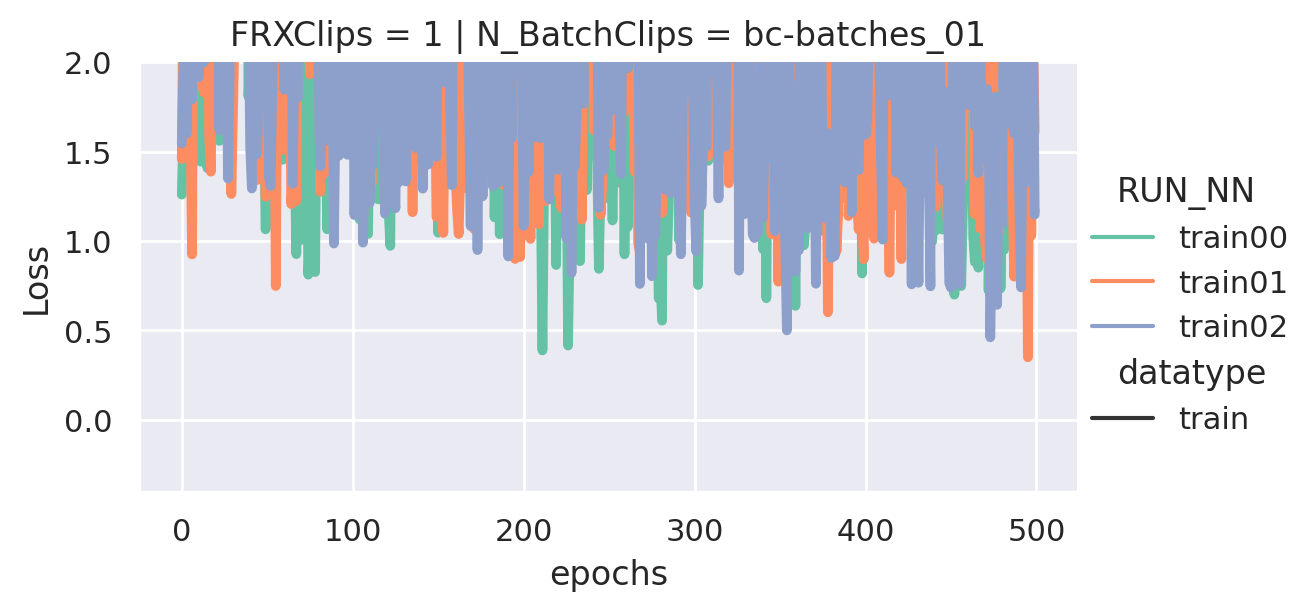 FRXClips = 1 | N_BatchClips = bc-batches_01
2.0
1.5
1.0
0.5
0.0
Loss
0 100 200 300 400 500
epochs
RUN_NN
train00
train01
train02
datatype
train